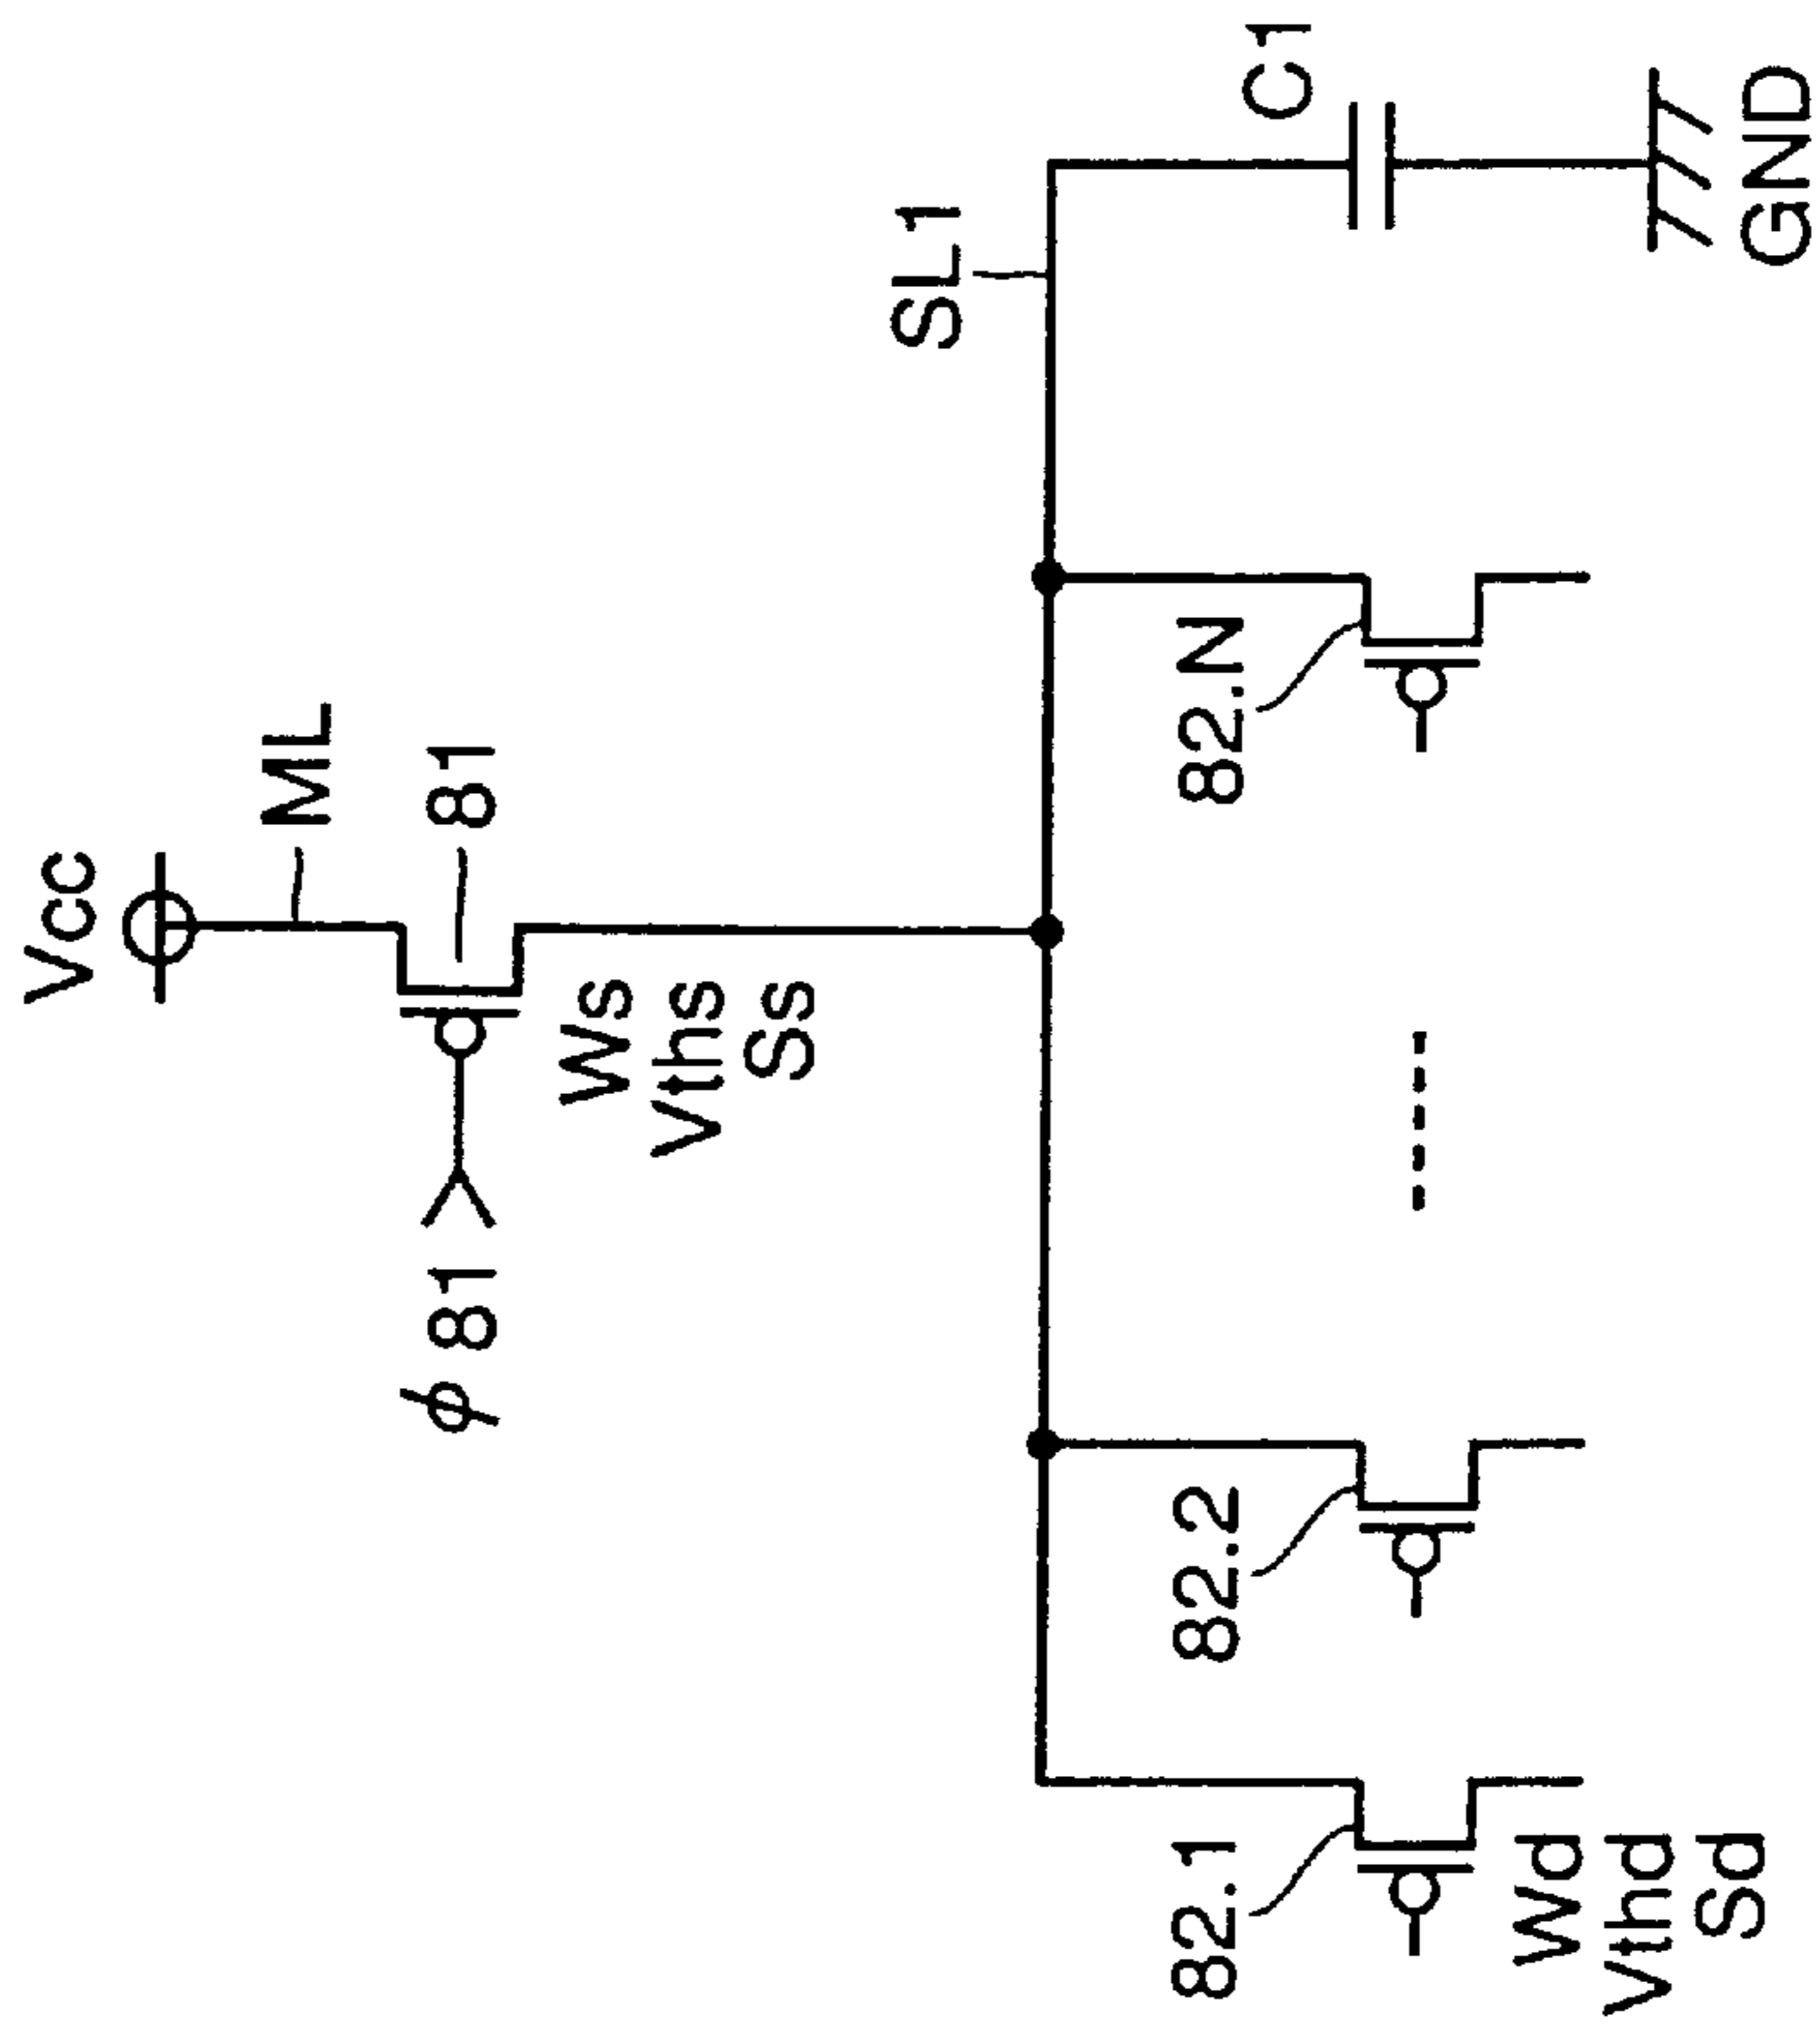 Vcc
ML
φ81
81
Ws
Vths
Ss
SL1
82.1
82.2
82.N
C1
Wd
Vthd
Sd
GND